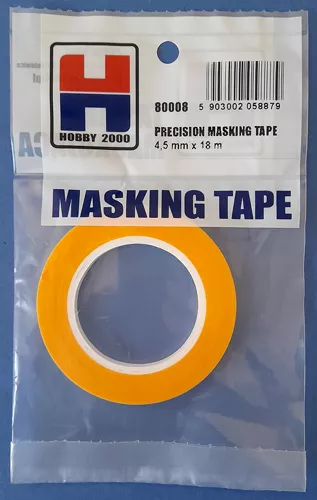 HOBBY 2000
80008
5 903002 058879
PRECISION MASKING TAPE
4,5 mm x 18 m
MASKING TAPE